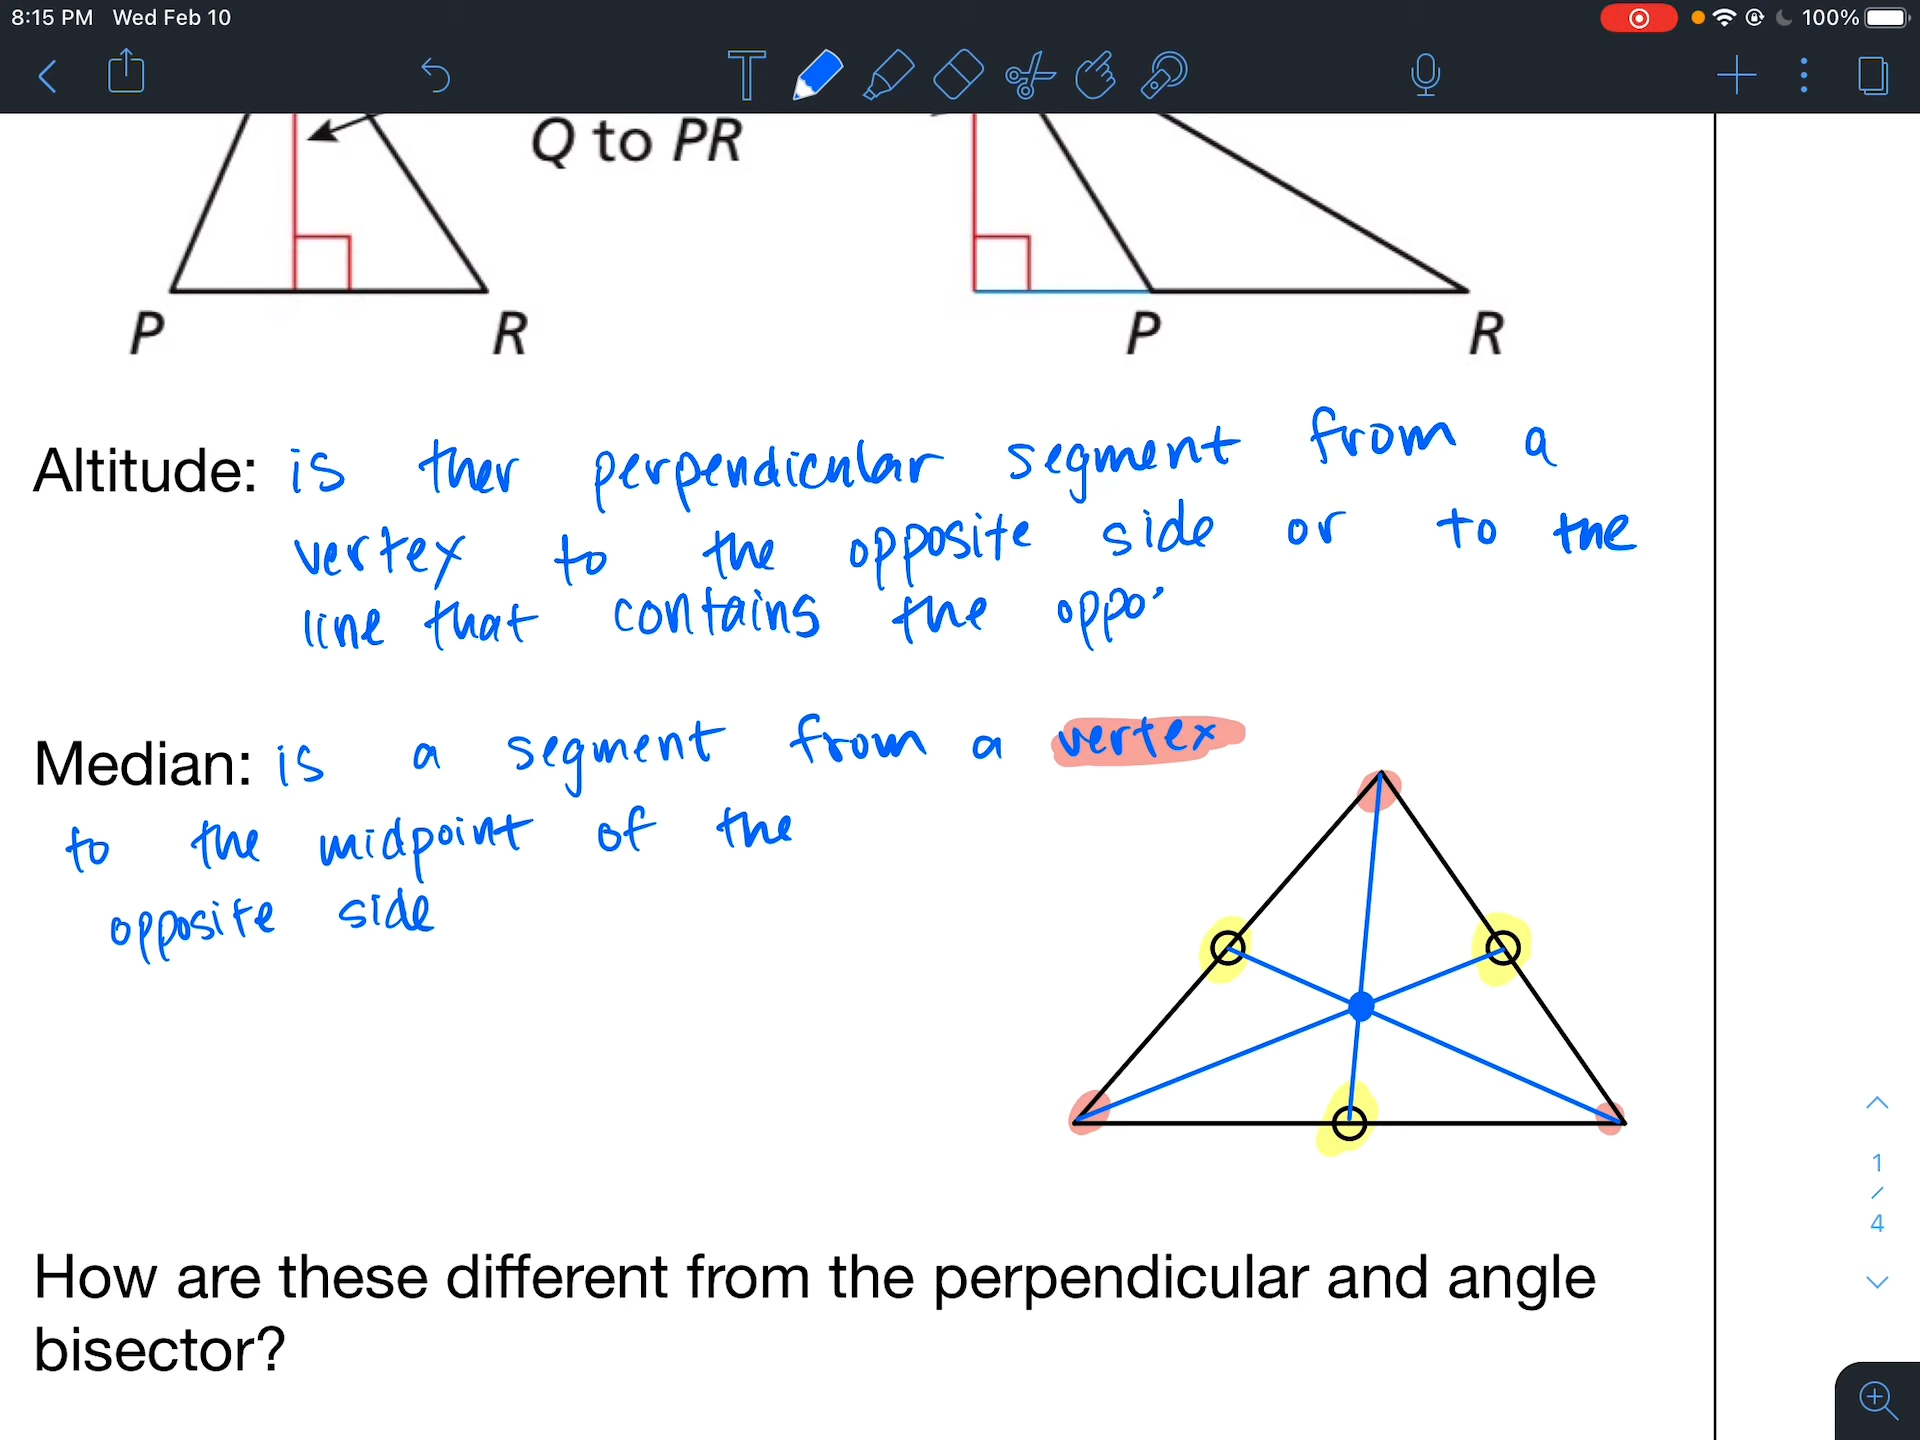 8:15 PM Wed Feb 10
100%
Q to PR
P R
P R
Altitude: is ther perpendicular segment from a
vertex to the opposite side or to the
line that contains the oppo
Median: is a segment from a vertex
to the midpoint of the
opposite side
1
/
4
How are these different from the perpendicular and angle
bisector?